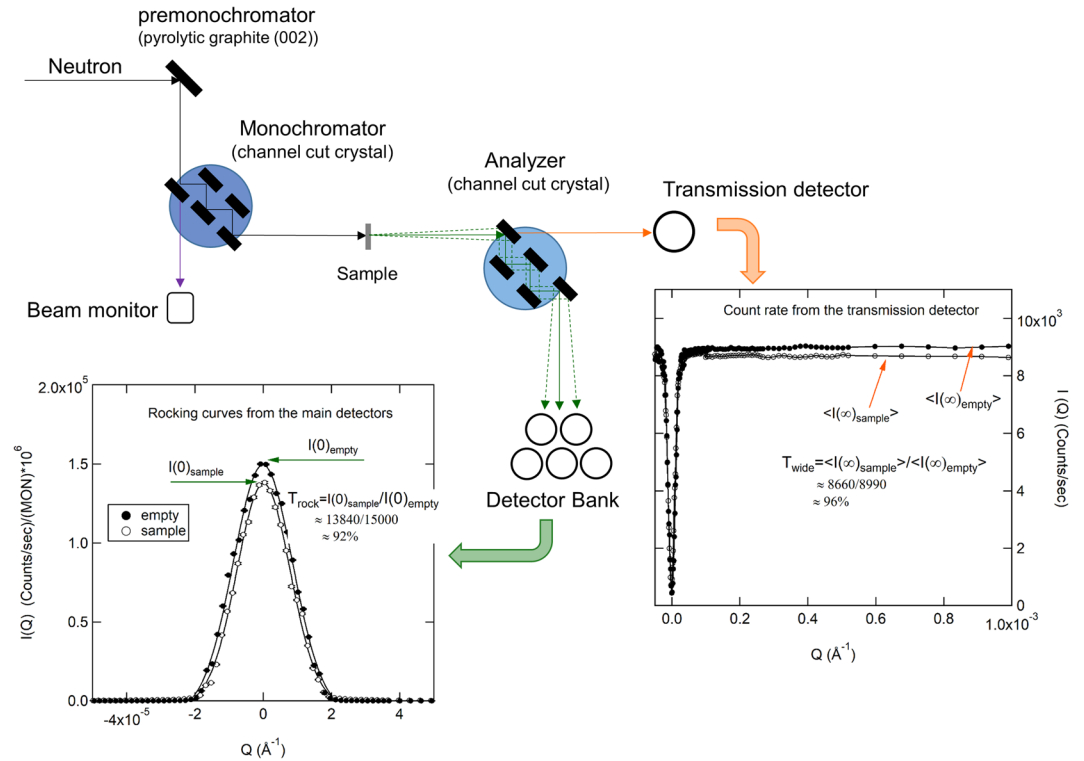 premonochromator
(pyrolytic graphite (002))
Neutron
Monochromator
(channel cut crystal)
Analyzer
(channel cut crystal)
Transmission detector
Sample
Beam monitor
Detector Bank
Rocking curves from the main detectors
I(0)empty
I(0)sample
Trock=I(0)sample/I(0)empty
≈ 13840/15000
≈ 92%
empty
sample
2.0x10^5
1.5
1.0
0.5
0.0
I(Q) (Counts/sec)/(MON)*10^6
-4x10^-5
-2
0
2
4
Q (Å^-1)
Count rate from the transmission detector
<I(∞)sample>
<I(∞)empty>
Twide=<I(∞)sample>/<I(∞)empty>
≈ 8660/8990
≈ 96%
10x10^3
8
6
4
2
0
I (Q) (Counts/sec)
0.0
0.2
0.4
0.6
0.8
1.0x10^-3
Q (Å^-1)